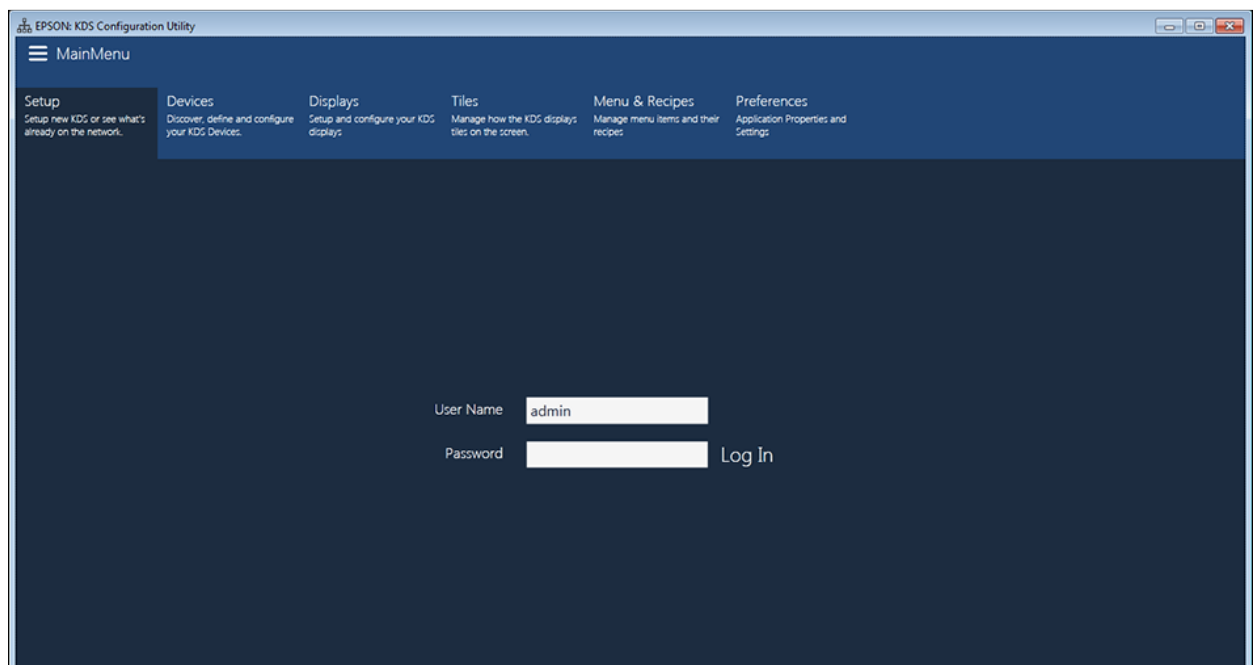 EPSON: KDS Configuration Utility
MainMenu
Setup
Setup new KDS or see what's
already on the network.
Devices
Discover, define and configure
your KDS Devices.
Displays
Setup and configure your KDS
displays
Tiles
Manage how the KDS displays
tiles on the screen.
Menu & Recipes
Manage menu items and their
recipes
Preferences
Application Properties and
Settings
User Name
admin
Password
Log In